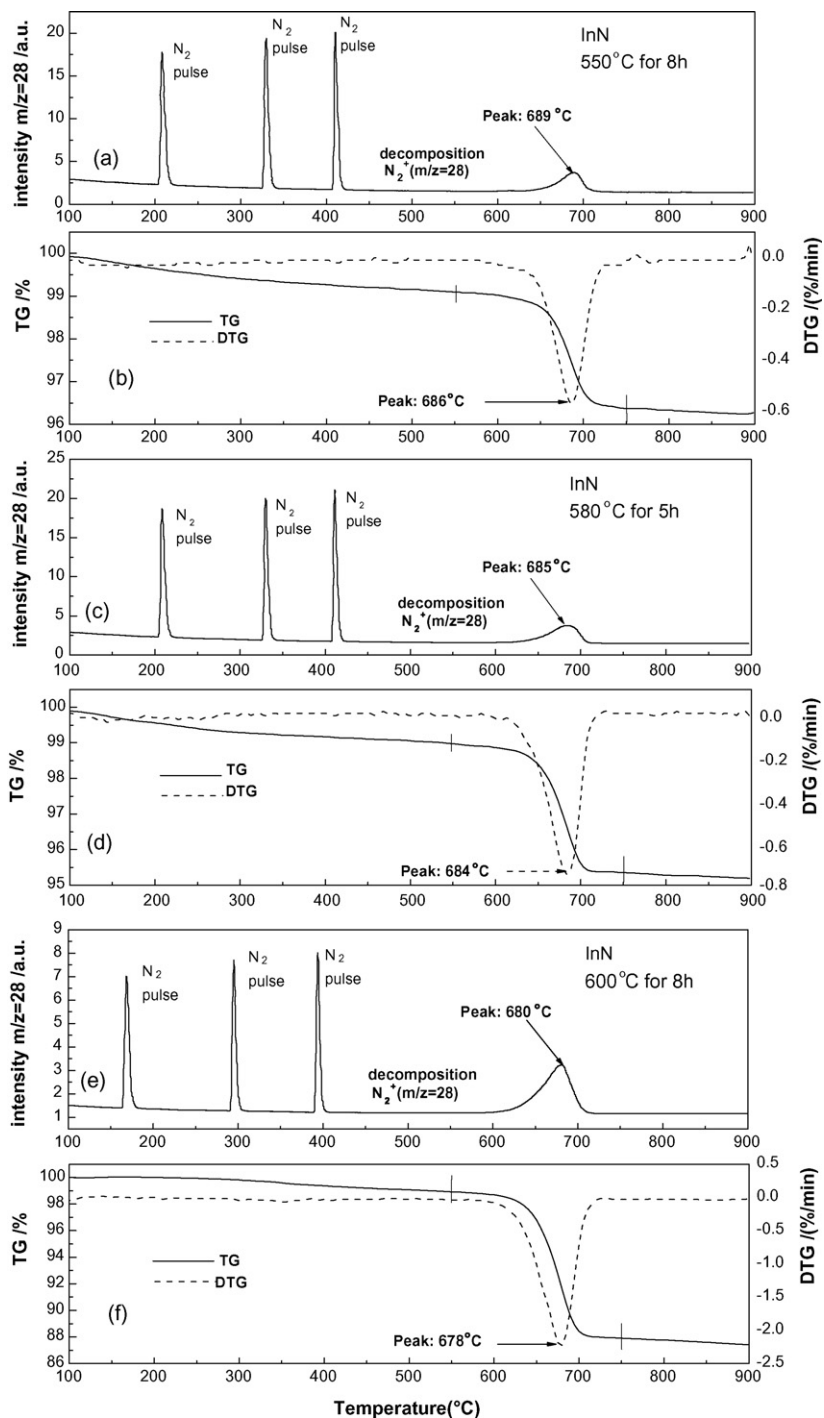 intensity m/z=28 /a.u.
20
15
10
5
0
N2
pulse
N2
pulse
N2
pulse
InN
550°C for 8h
Peak: 689°C
decomposition
N2+(m/z=28)
(a)
100 200 300 400 500 600 700 800 900
TG /%
100
99
98
97
96
0.0
-0.2
-0.4
-0.6
DTG /(%/min)
TG
DTG
(b)
Peak: 686°C
100 200 300 400 500 600 700 800 900
intensity m/z=28 /a.u.
25
20
15
10
5
0
N2
pulse
N2
pulse
N2
pulse
InN
580°C for 5h
Peak: 685°C
decomposition
N2+(m/z=28)
(c)
100 200 300 400 500 600 700 800 900
TG /%
100
99
98
97
96
95
0.0
-0.2
-0.4
-0.6
-0.8
DTG /(%/min)
TG
DTG
(d)
Peak: 684°C
100 200 300 400 500 600 700 800 900
intensity m/z=28 /a.u.
9
8
7
6
5
4
3
2
1
N2
pulse
N2
pulse
N2
pulse
InN
600°C for 8h
Peak: 680°C
decomposition
N2+(m/z=28)
(e)
100 200 300 400 500 600 700 800 900
TG /%
100
98
96
94
92
90
88
86
0.5
0.0
-0.5
-1.0
-1.5
-2.0
-2.5
DTG /(%/min)
TG
DTG
(f)
Peak: 678°C
100 200 300 400 500 600 700 800 900
Temperature(°C)